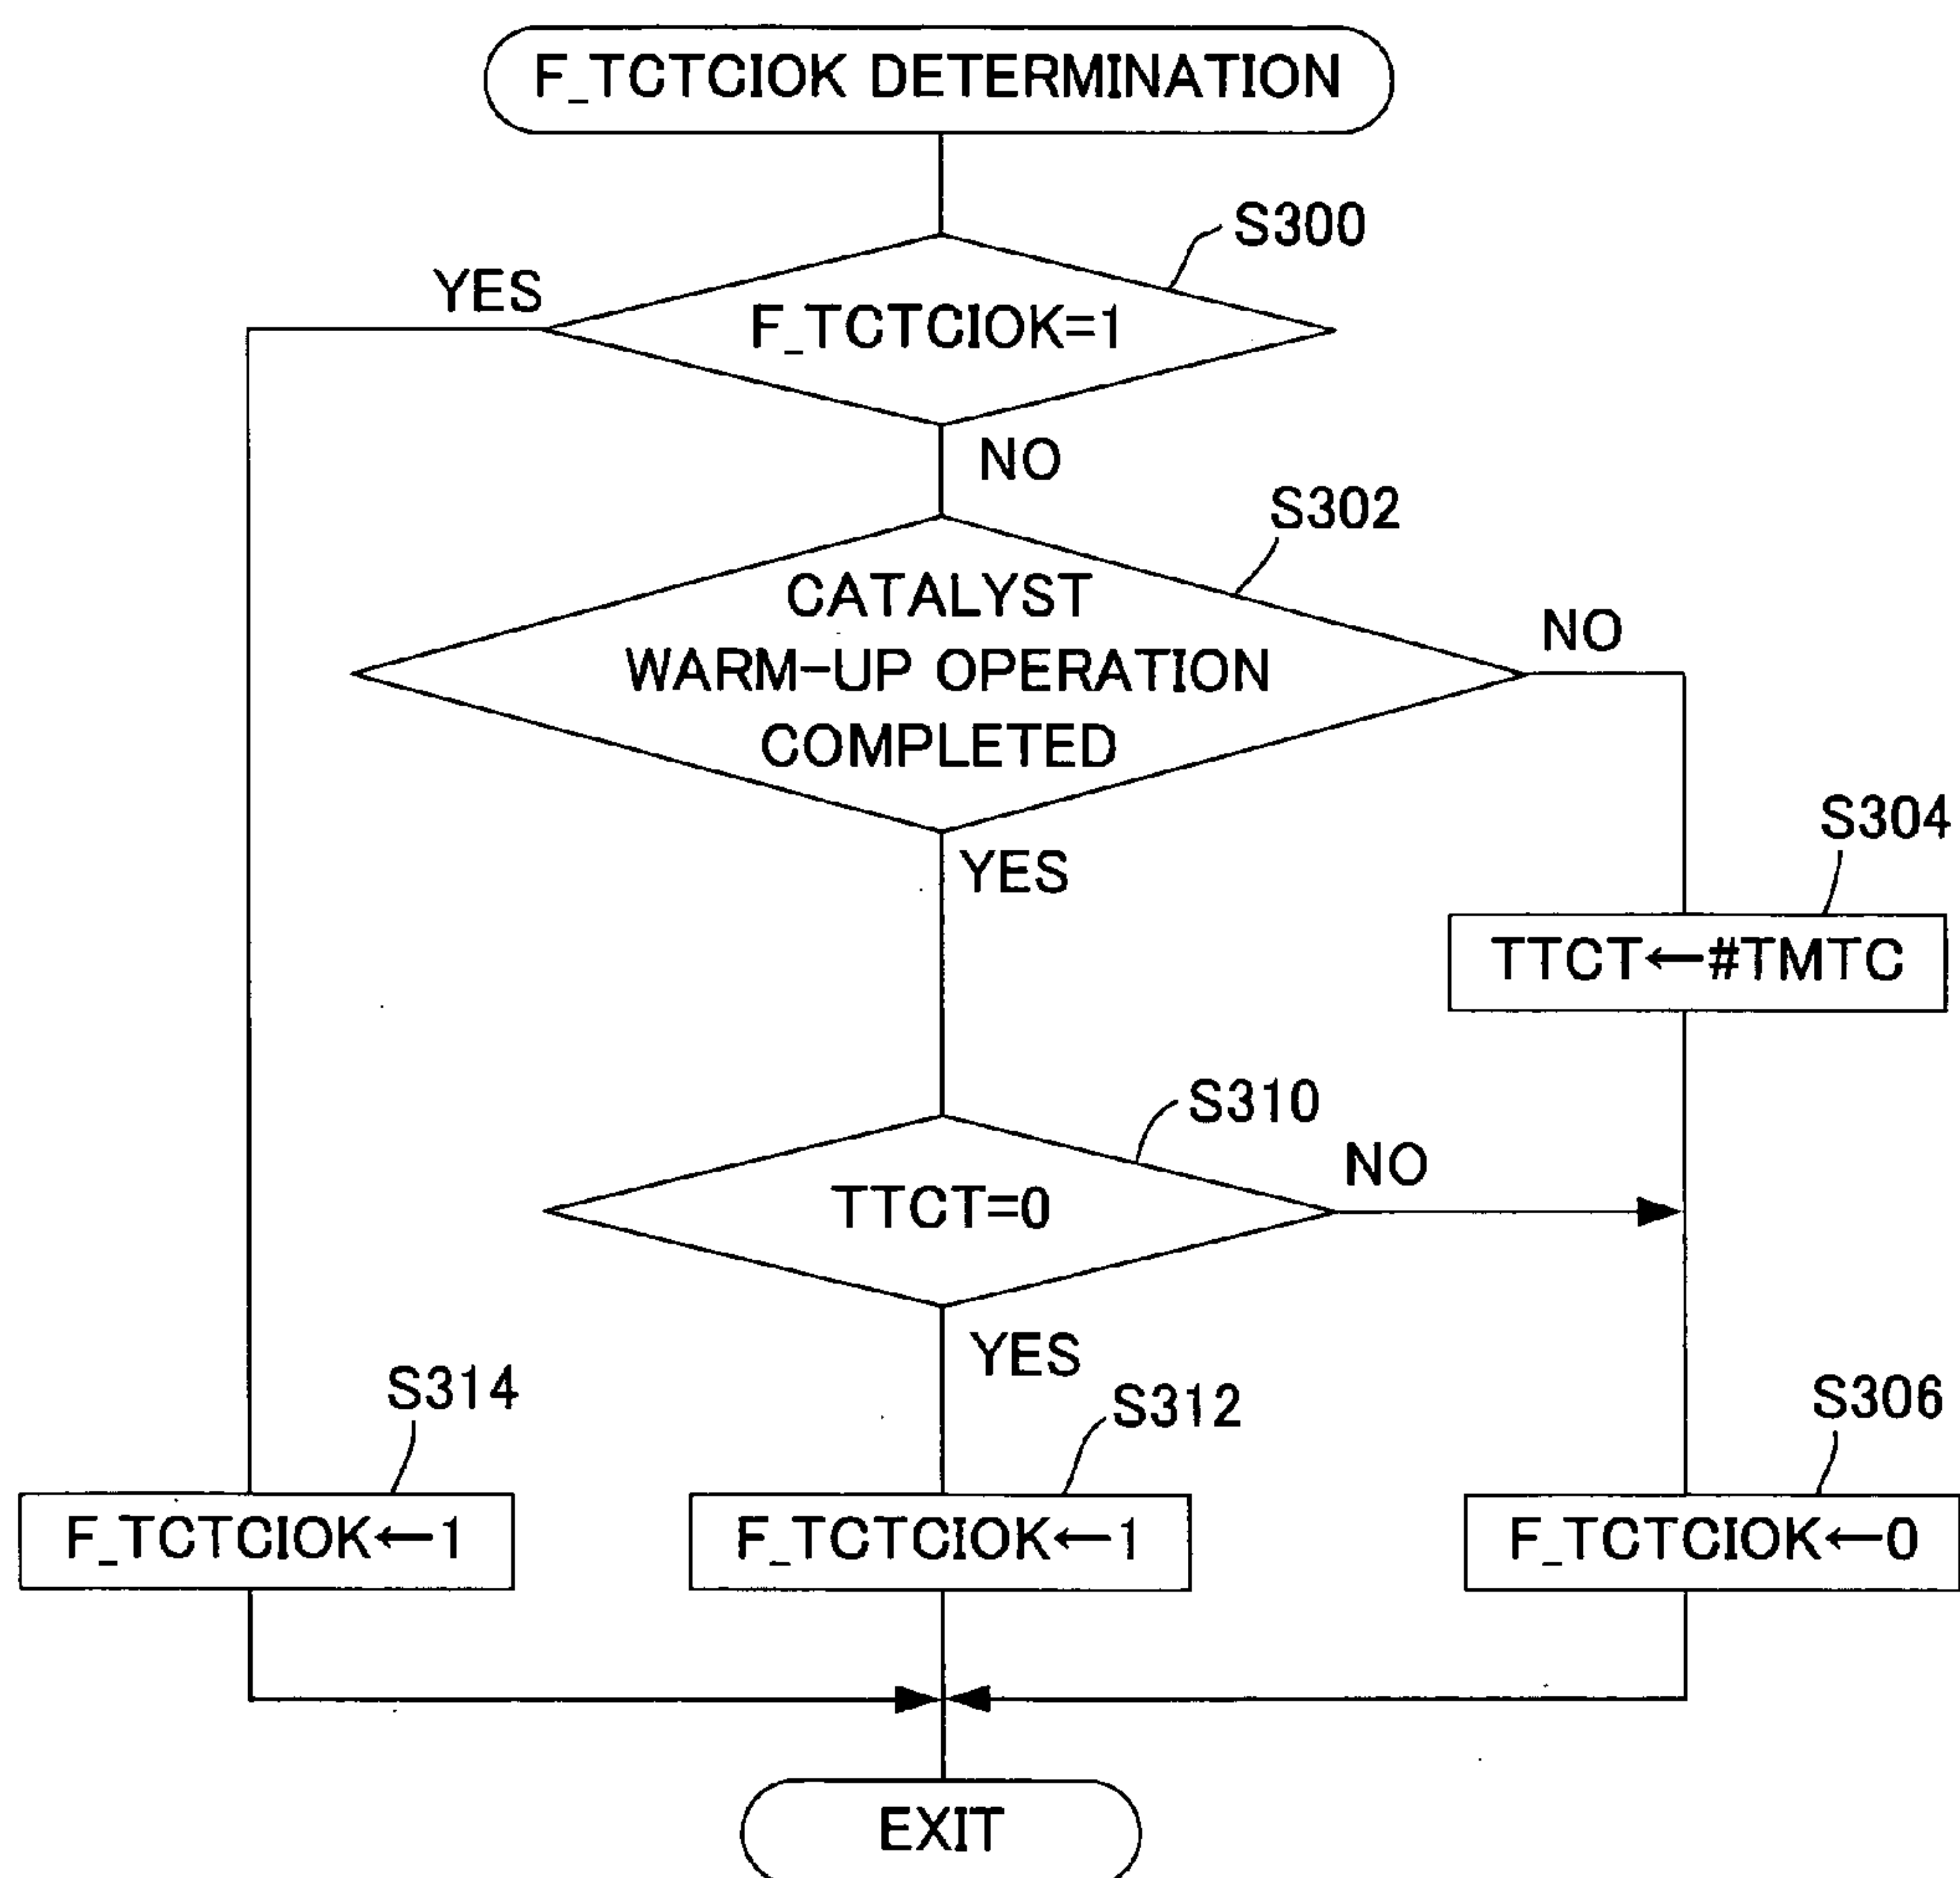 F_TCTCIOK DETERMINATION
S300
YES
F_TCTCIOK=1
NO
S302
CATALYST
WARM-UP OPERATION
COMPLETED
NO
YES
S304
TTCT←#TMTC
S310
NO
TTCT=0
YES
S314
S312
S306
F_TCTCIOK←1
F_TCTCIOK←1
F_TCTCIOK←0
EXIT